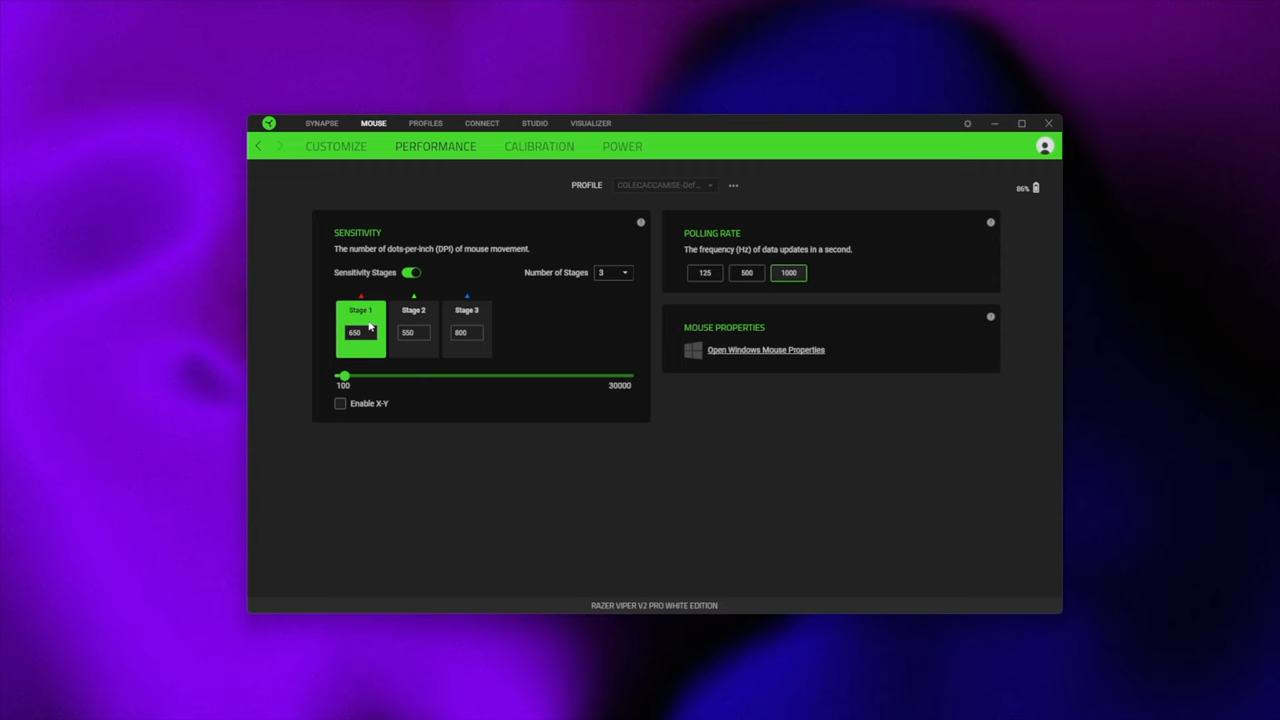 SYNAPSE MOUSE PROFILES CONNECT STUDIO VISUALIZER
CUSTOMIZE PERFORMANCE CALIBRATION POWER
PROFILE COLECACCAMISE-Def... •••
86%
SENSITIVITY
The number of dots-per-inch (DPI) of mouse movement.
Sensitivity Stages Number of Stages 3
Stage 1 Stage 2 Stage 3
650 550 800
100 30000
Enable X-Y
POLLING RATE
The frequency (Hz) of data updates in a second.
125 500 1000
MOUSE PROPERTIES
Open Windows Mouse Properties
RAZER VIPER V2 PRO WHITE EDITION